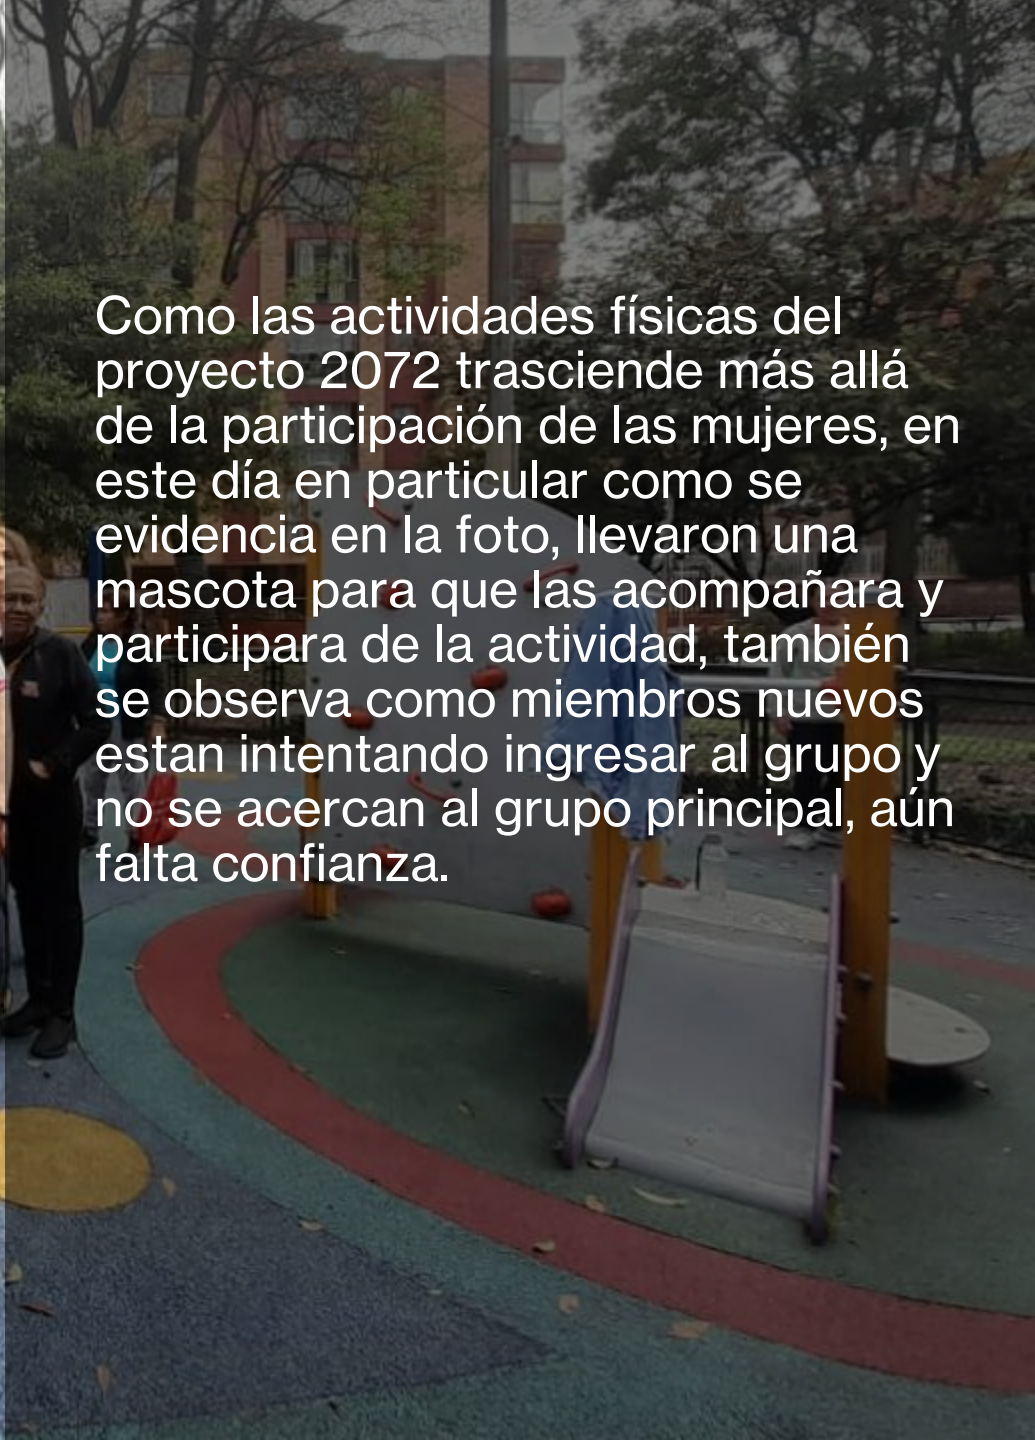 Como las actividades físicas del
proyecto 2072 trasciende más allá
de la participación de las mujeres, en
este día en particular como se
evidencia en la foto, llevaron una
mascota para que las acompañara y
participara de la actividad, también
se observa como miembros nuevos
estan intentando ingresar al grupo y
no se acercan al grupo principal, aún
falta confianza.